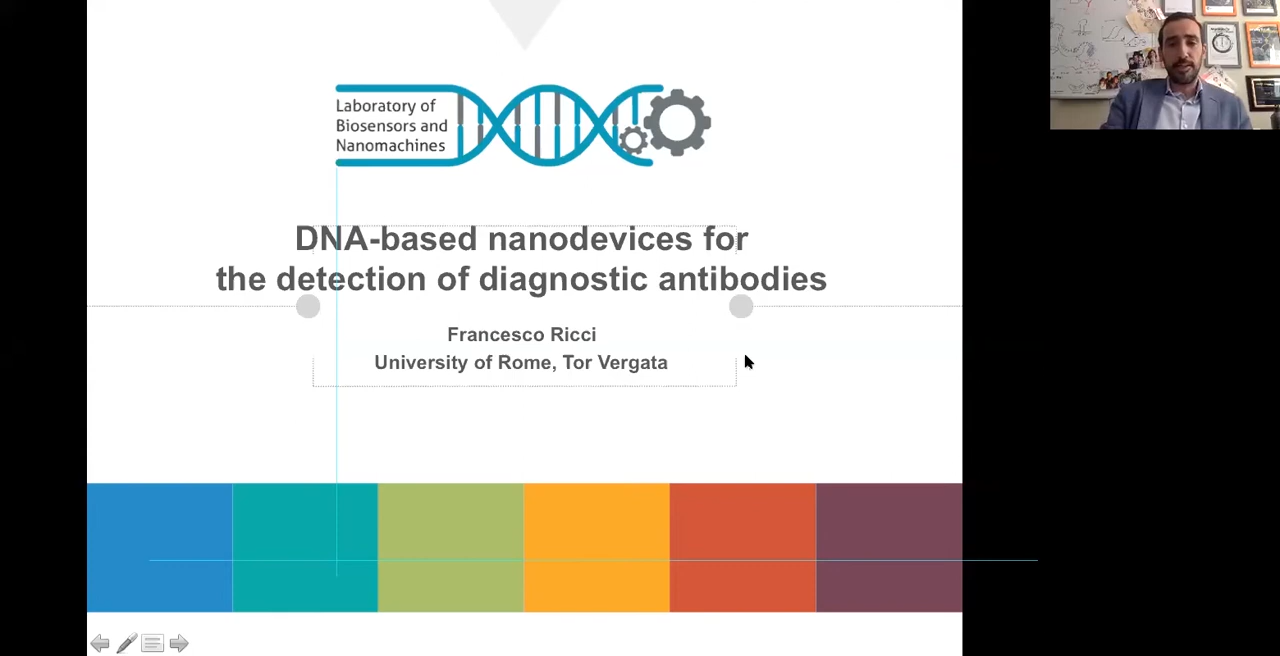 Laboratory of
Biosensors and
Nanomachines
DNA-based nanodevices for
the detection of diagnostic antibodies
Francesco Ricci
University of Rome, Tor Vergata